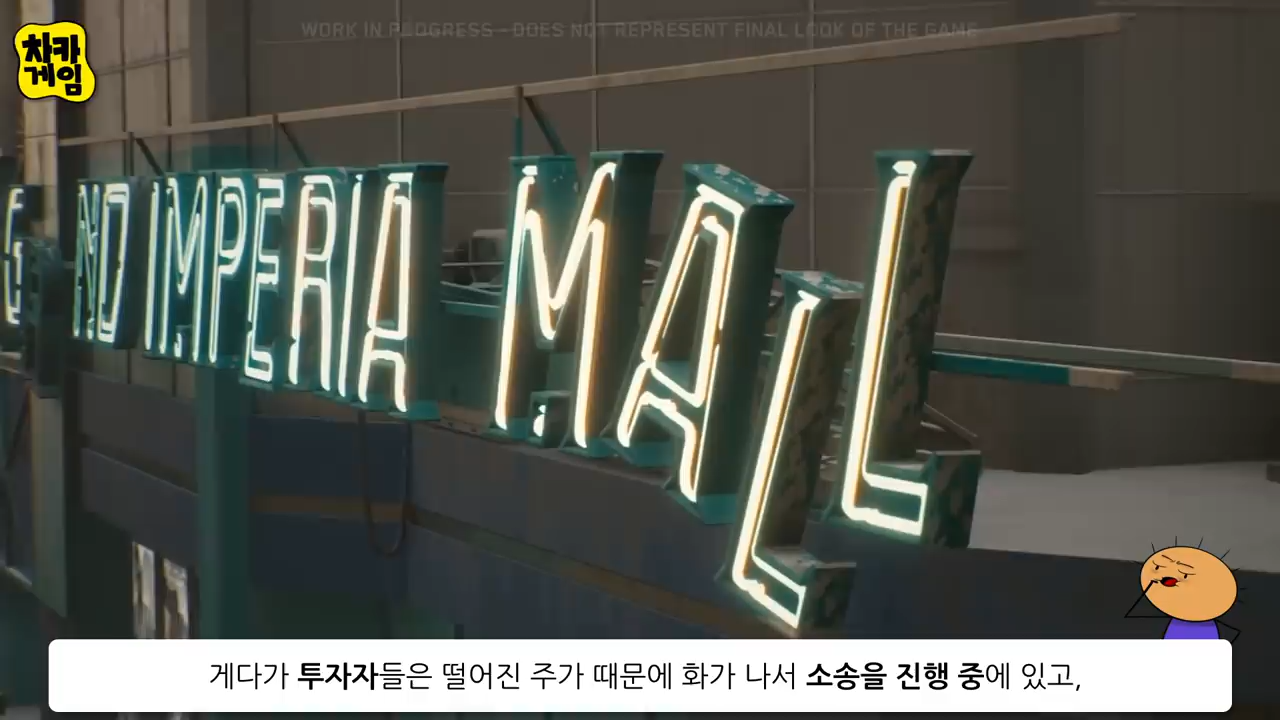 WORK IN PROGRESS - DOES NOT REPRESENT FINAL LOOK OF THE GAME
차카
게임
G ND IMPERIA MALL
게다가 투자자들은 떨어진 주가 때문에 화가 나서 소송을 진행 중에 있고,